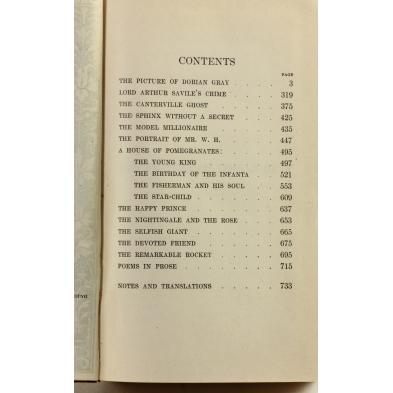 CONTENTS
PAGE
THE PICTURE OF DORIAN GRAY . . . . 3
LORD ARTHUR SAVILE'S CRIME . . . . 319
THE CANTERVILLE GHOST . . . . . 375
THE SPHINX WITHOUT A SECRET . . . . 425
THE MODEL MILLIONAIRE . . . . . 435
THE PORTRAIT OF MR. W. H. . . . . 447
A HOUSE OF POMEGRANATES: . . . . 495
THE YOUNG KING . . . . . 497
THE BIRTHDAY OF THE INFANTA . . . 521
THE FISHERMAN AND HIS SOUL . . . 553
THE STAR-CHILD . . . . . 609
THE HAPPY PRINCE . . . . . . 637
THE NIGHTINGALE AND THE ROSE . . . 653
THE SELFISH GIANT . . . . . . 665
THE DEVOTED FRIEND . . . . . 675
THE REMARKABLE ROCKET . . . . . 695
POEMS IN PROSE . . . . . . . 715
NOTES AND TRANSLATIONS . . . . . 733